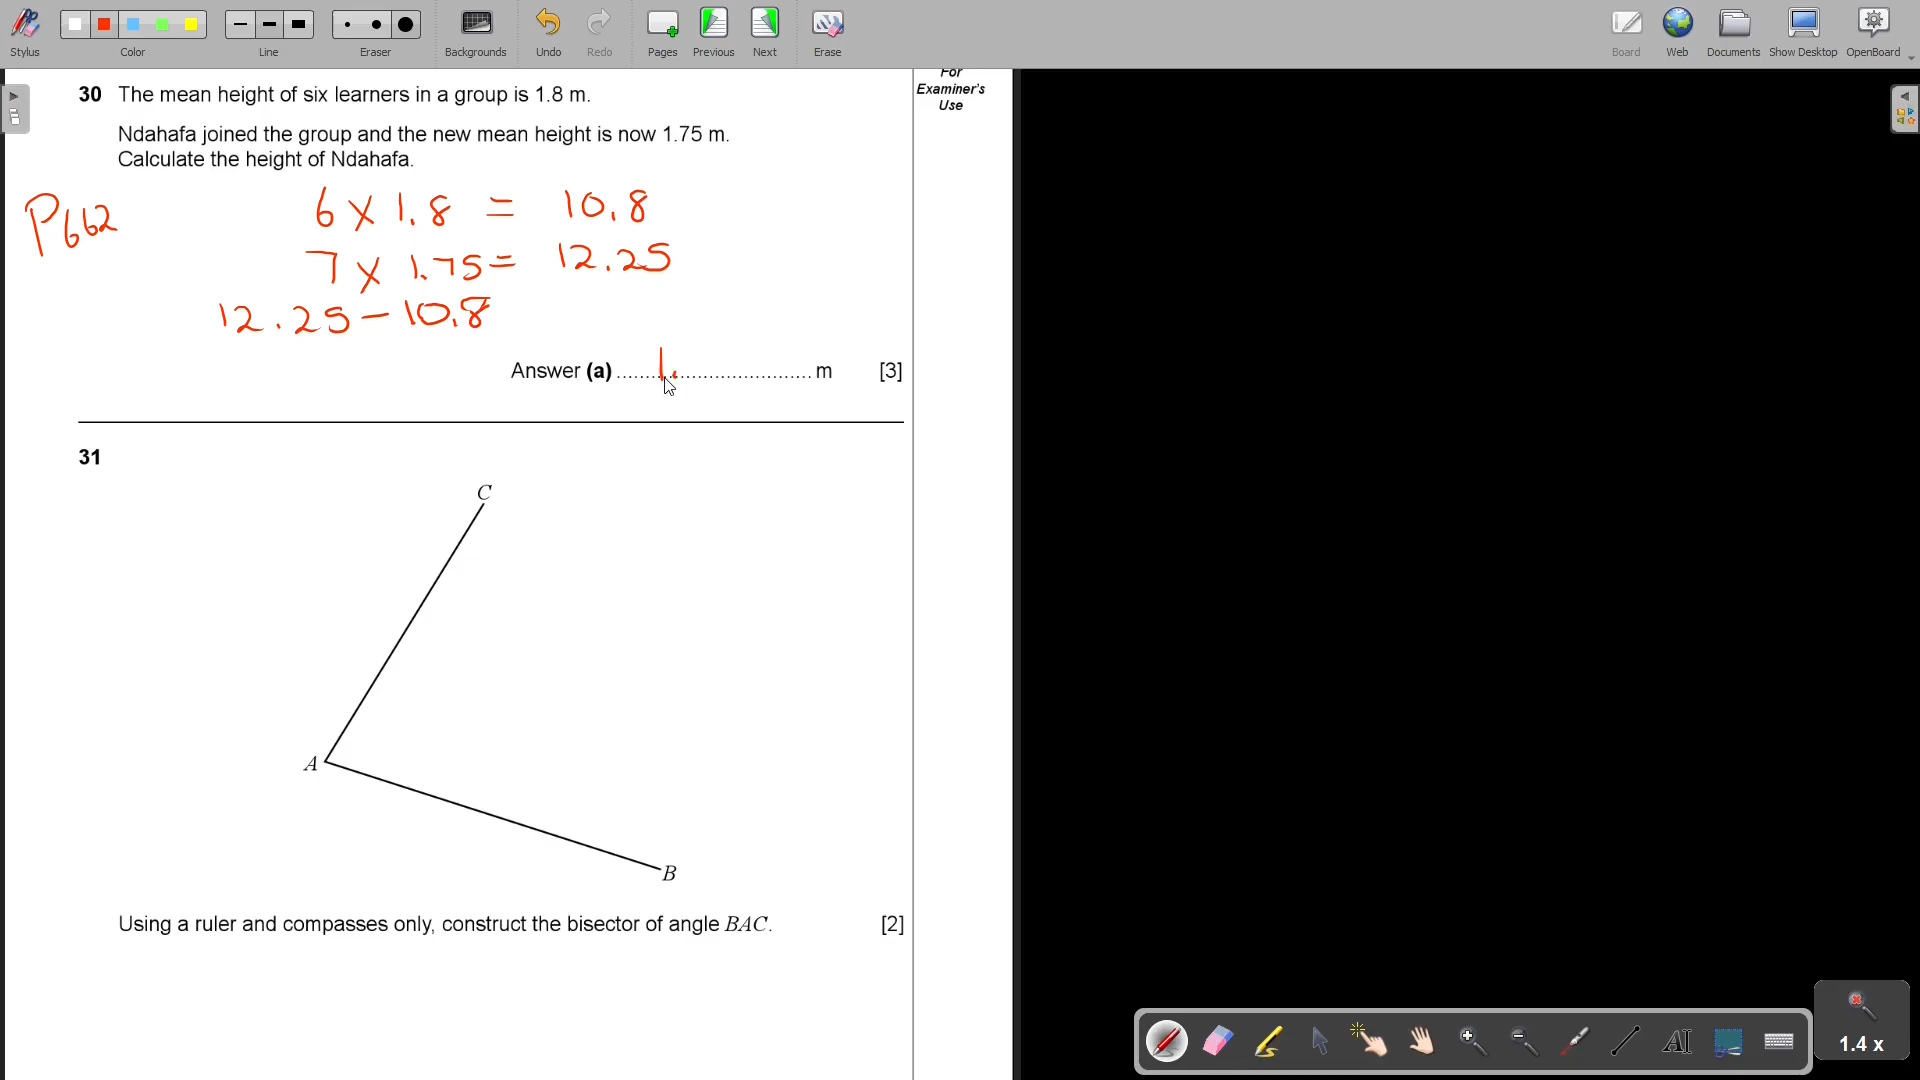 Stylus Color Line Eraser Backgrounds Undo Redo Pages Previous Next Erase Board Web Documents Show Desktop OpenBoard
For
Examiner's
Use
30 The mean height of six learners in a group is 1.8 m.
Ndahafa joined the group and the new mean height is now 1.75 m.
Calculate the height of Ndahafa.
P662
6 x 1.8 = 10.8
7 x 1.75 = 12.25
12.25 - 10.8
Answer (a) ...... 1. .............................. m [3]
31
C
A
B
Using a ruler and compasses only, construct the bisector of angle BAC. [2]
AI
1.4 x